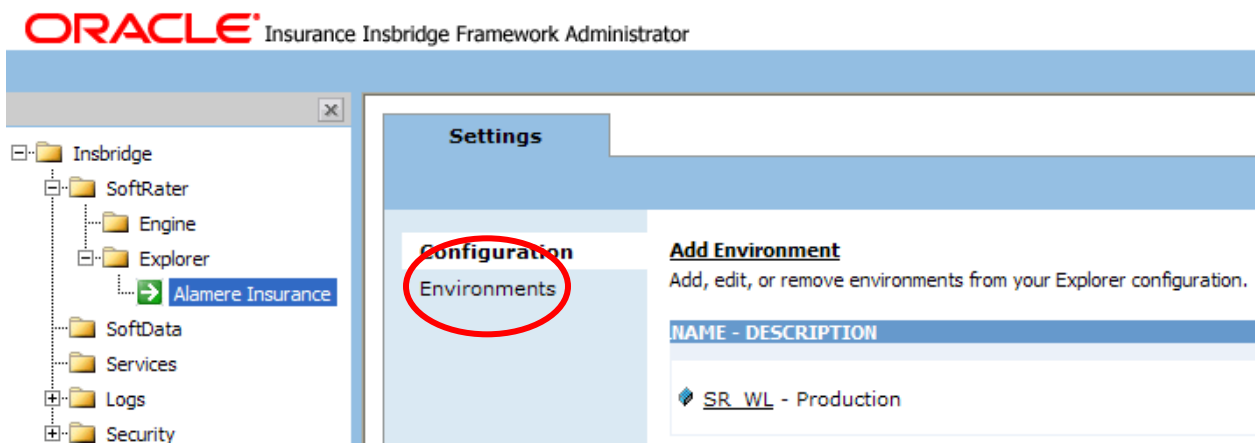 ORACLE Insurance Insbridge Framework Administrator
Insbridge
SoftRater
Engine
Explorer
Alamere Insurance
SoftData
Services
Logs
Security
Settings
Configuration
Environments
Add Environment
Add, edit, or remove environments from your Explorer configuration.
NAME - DESCRIPTION
SR_WL - Production